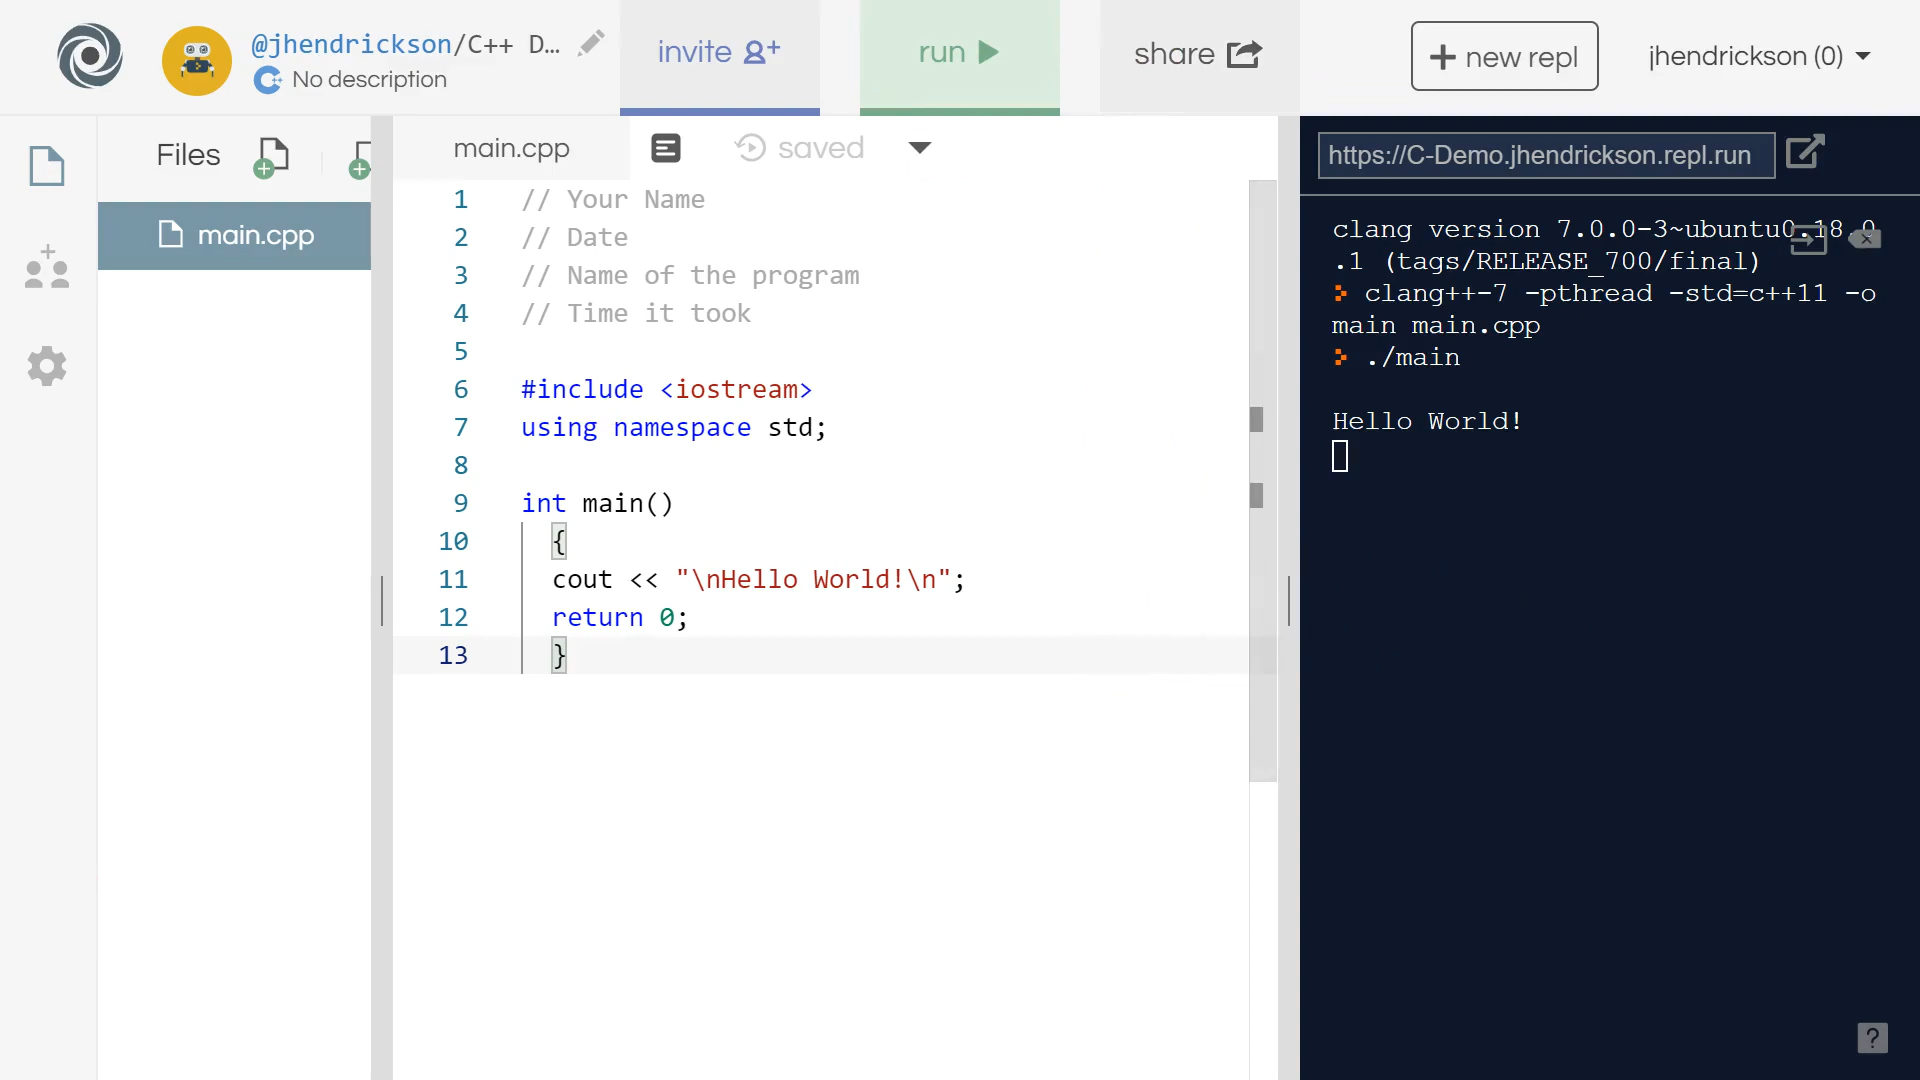 @jhendrickson/C++ D...
No description
invite
run
share
+ new repl
jhendrickson (0)
Files
main.cpp
main.cpp
saved
1 // Your Name
2 // Date
3 // Name of the program
4 // Time it took
5
6 #include <iostream>
7 using namespace std;
8
9 int main()
10 {
11 cout << "\nHello World!\n";
12 return 0;
13 }
https://C-Demo.jhendrickson.repl.run
clang version 7.0.0-3~ubuntu0.18.0
.1 (tags/RELEASE_700/final)
clang++-7 -pthread -std=c++11 -o
main main.cpp
./main
Hello World!
?